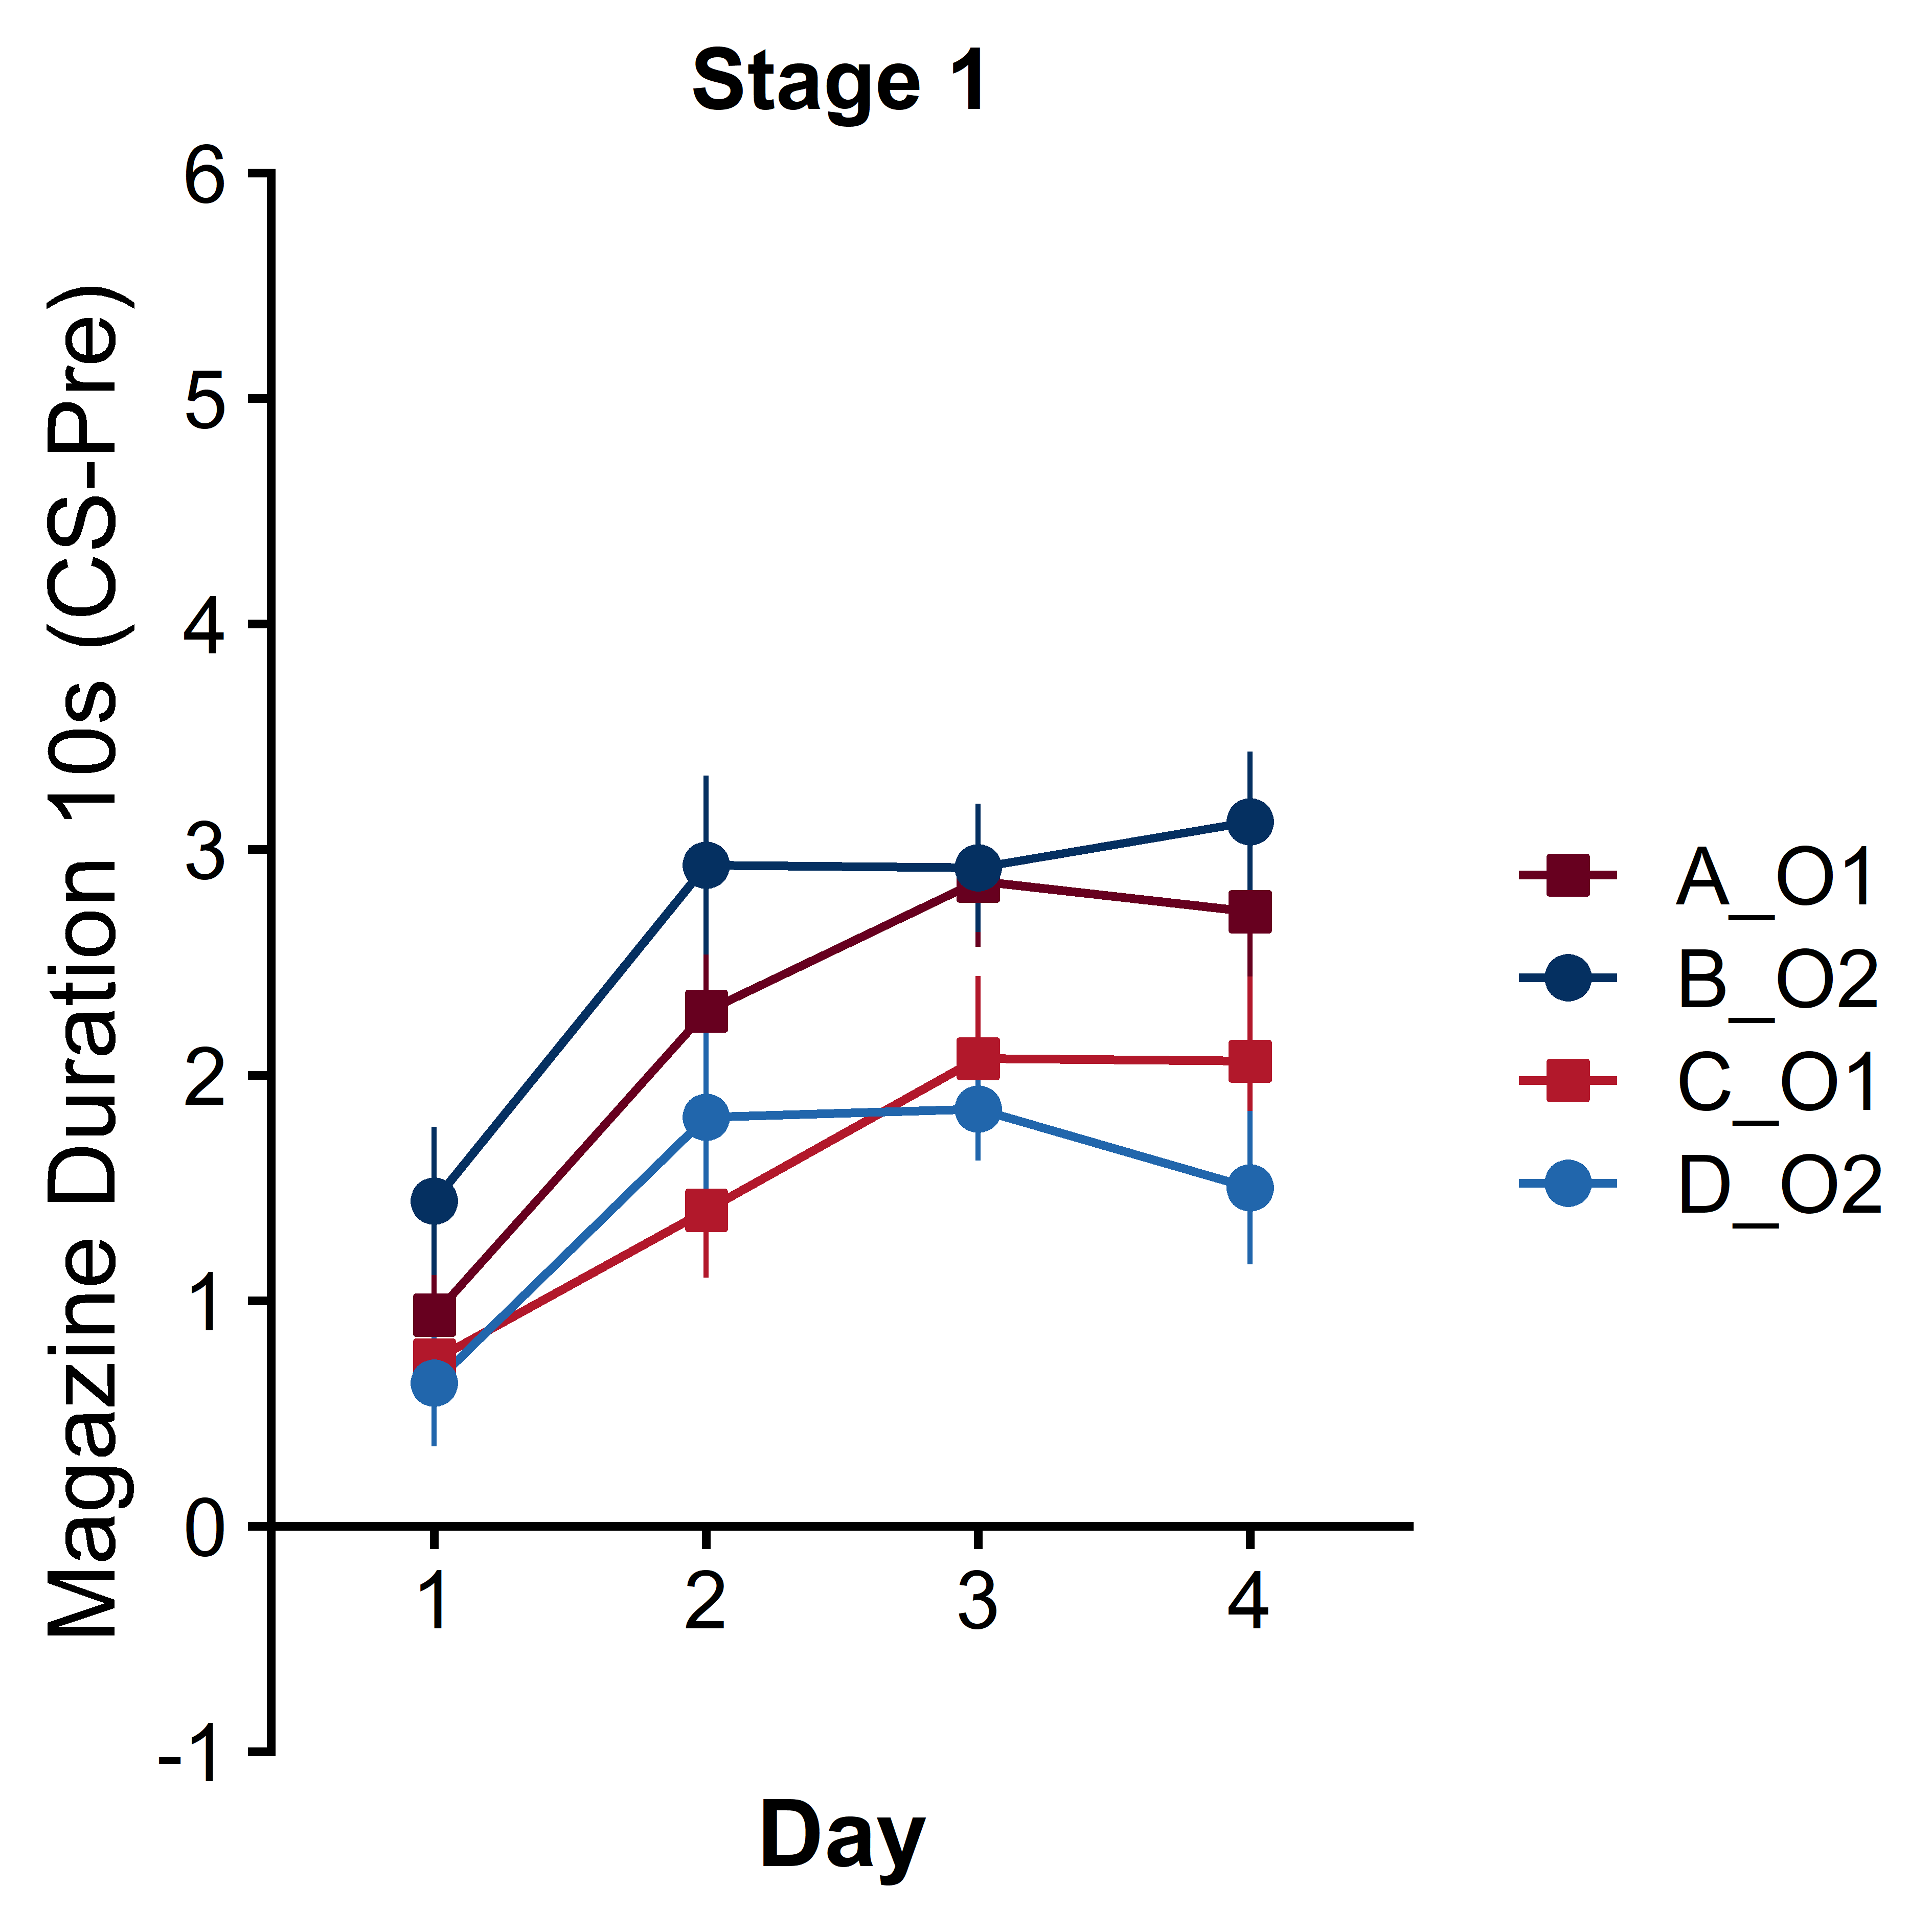 Stage 1
Magazine Duration 10s (CS-Pre)
6
5
4
3
2
1
0
-1
1 2 3 4
Day
A_O1
B_O2
C_O1
D_O2